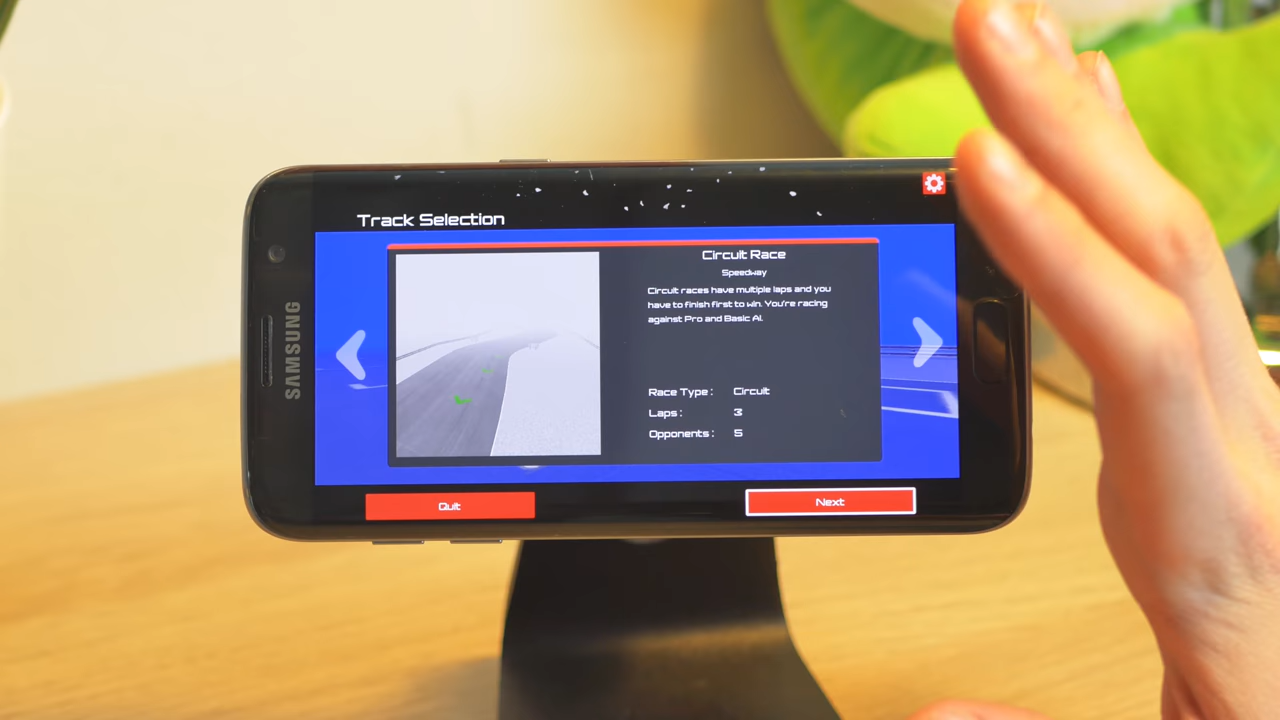 SAMSUNG
Track Selection
Circuit Race
Speedway
Circuit races have multiple laps and you
have to finish first to win. You're racing
against Pro and Basic AI.
Race Type : Circuit
Laps : 3
Opponents : 5
Quit
Next